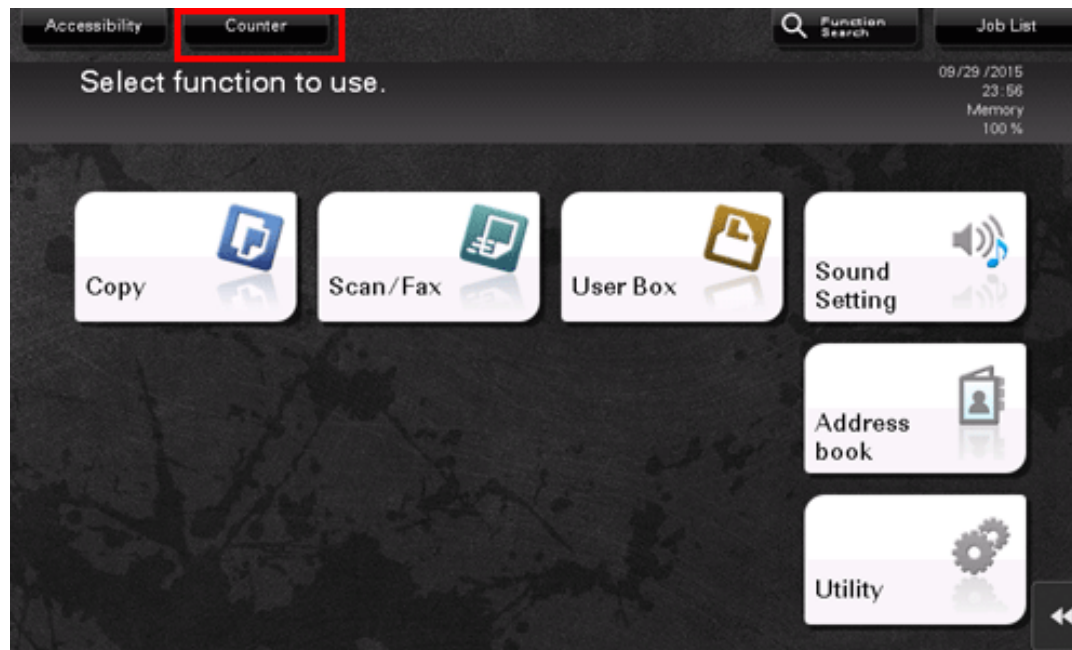 Accessibility
Counter
Function
Search
Job List
Select function to use.
09/29/2015
23:56
Memory
100 %
Copy
Scan/Fax
User Box
Sound
Setting
Address
book
Utility